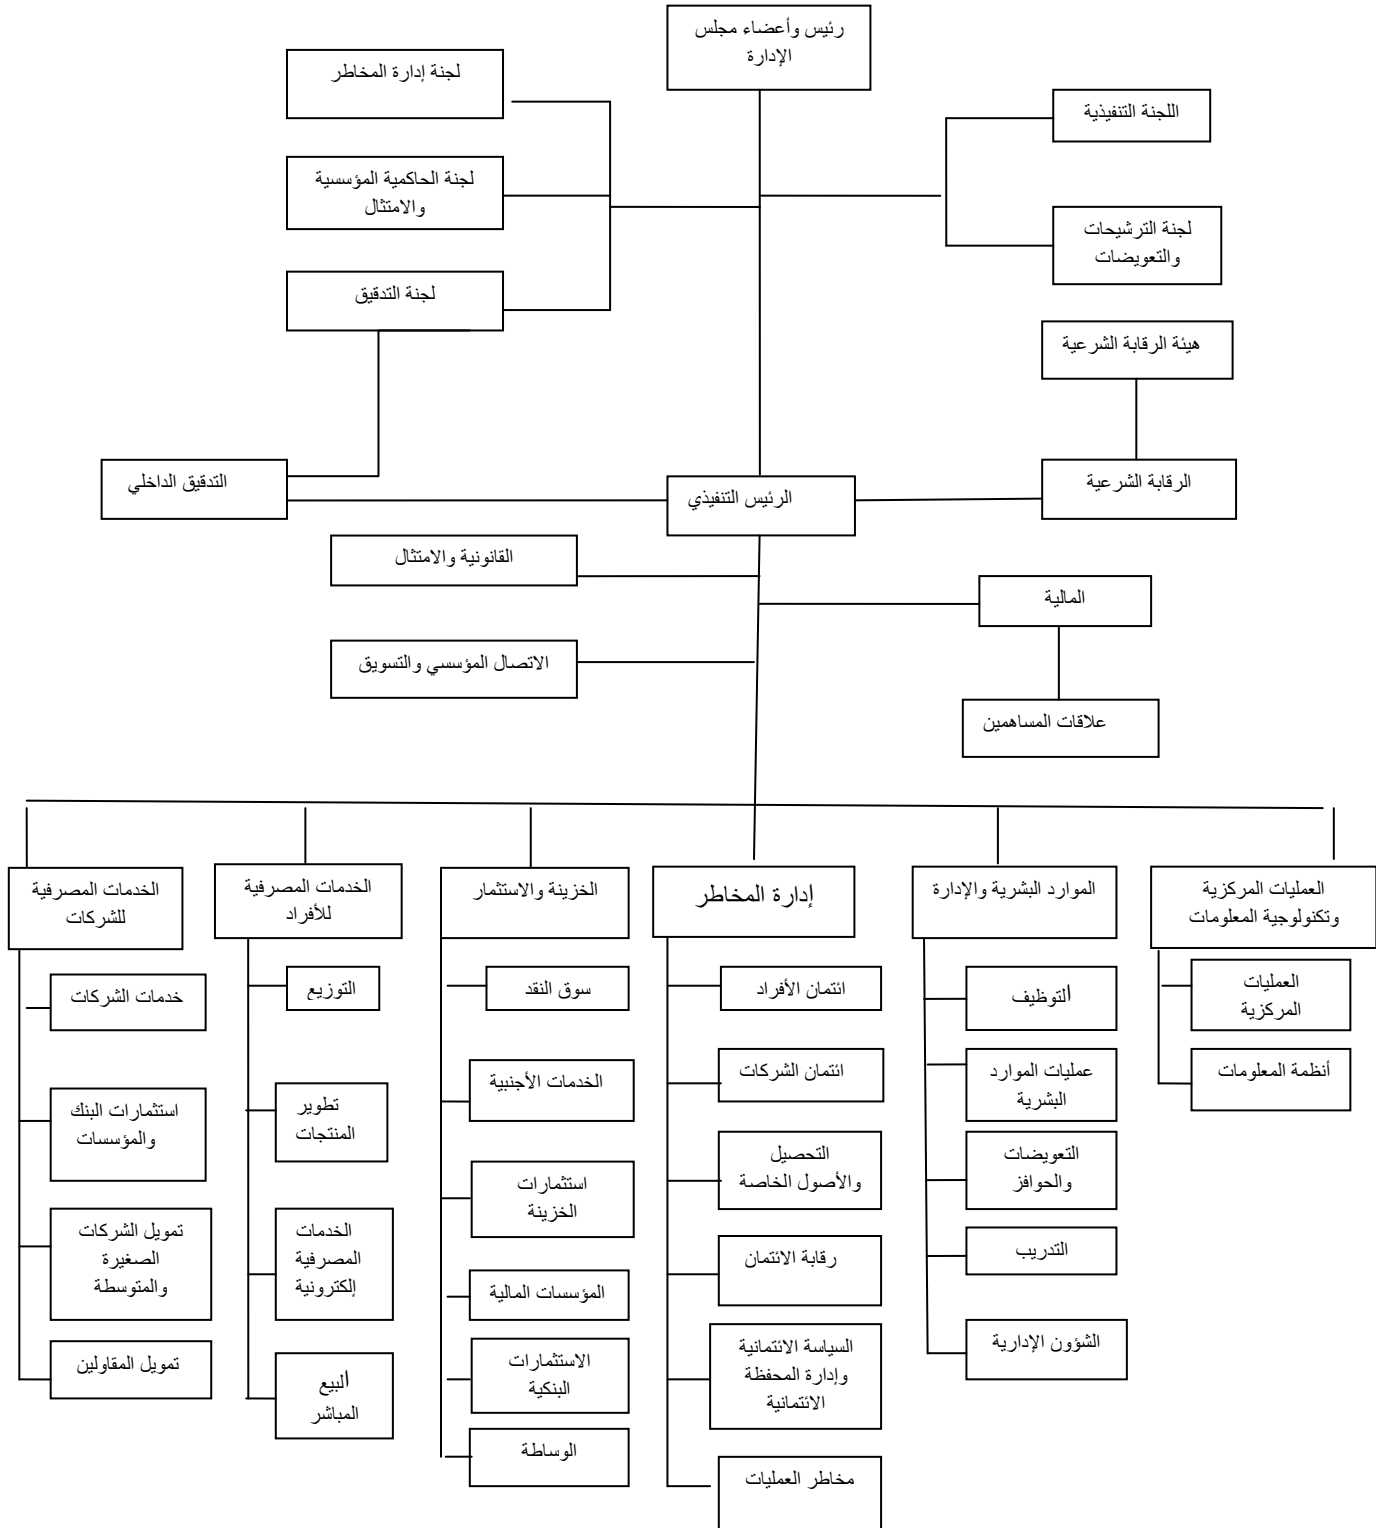 رئيس وأعضاء مجلس
الإدارة
لجنة إدارة المخاطر
اللجنة التنفيذية
لجنة الحاكمية المؤسسية
والامتثال
لجنة الترشيحات
والتعويضات
لجنة التدقيق
هيئة الرقابة الشرعية
الرقابة الشرعية
الرئيس التنفيذي
التدقيق الداخلي
القانونية والامتثال
المالية
الاتصال المؤسسي والتسويق
علاقات المساهمين
العمليات المركزية
وتكنولوجية المعلومات
العمليات
المركزية
أنظمة المعلومات
الموارد البشرية والإدارة
ألتوظيف
عمليات الموارد
البشرية
التعويضات
والحوافز
التدريب
الشؤون الإدارية
إدارة المخاطر
ائتمان الأفراد
ائتمان الشركات
التحصيل
والأصول الخاصة
رقابة الائتمان
السياسة الائتمانية
وإدارة المحفظة
الائتمانية
مخاطر العمليات
الخزينة والاستثمار
سوق النقد
الخدمات الأجنبية
استثمارات
الخزينة
المؤسسات المالية
الاستثمارات
البنكية
الوساطة
الخدمات المصرفية
للأفراد
التوزيع
تطوير
المنتجات
الخدمات
المصرفية
إلكترونية
ألبيع
المباشر
الخدمات المصرفية
للشركات
خدمات الشركات
استثمارات البنك
والمؤسسات
تمويل الشركات
الصغيرة
والمتوسطة
تمويل المقاولين